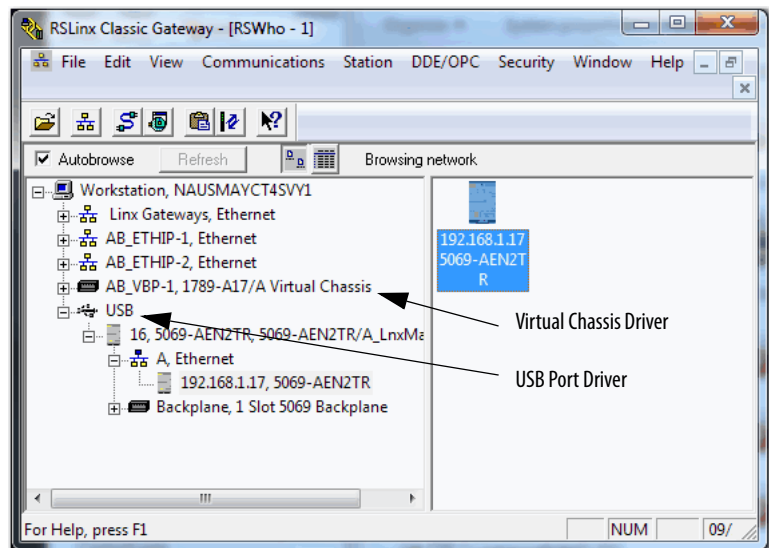 RSLinx Classic Gateway - [RSWho - 1]
File Edit View Communications Station DDE/OPC Security Window Help
Autobrowse Refresh Browsing network
Workstation, NAUSMAYCT4SVY1
Linx Gateways, Ethernet
AB_ETHIP-1, Ethernet
AB_ETHIP-2, Ethernet
AB_VBP-1, 1789-A17/A Virtual Chassis
USB
16, 5069-AEN2TR, 5069-AEN2TR/A_LnxMa
A, Ethernet
192.168.1.17, 5069-AEN2TR
Backplane, 1 Slot 5069 Backplane
192.168.1.17
5069-AEN2T
R
Virtual Chassis Driver
USB Port Driver
For Help, press F1
NUM
09/